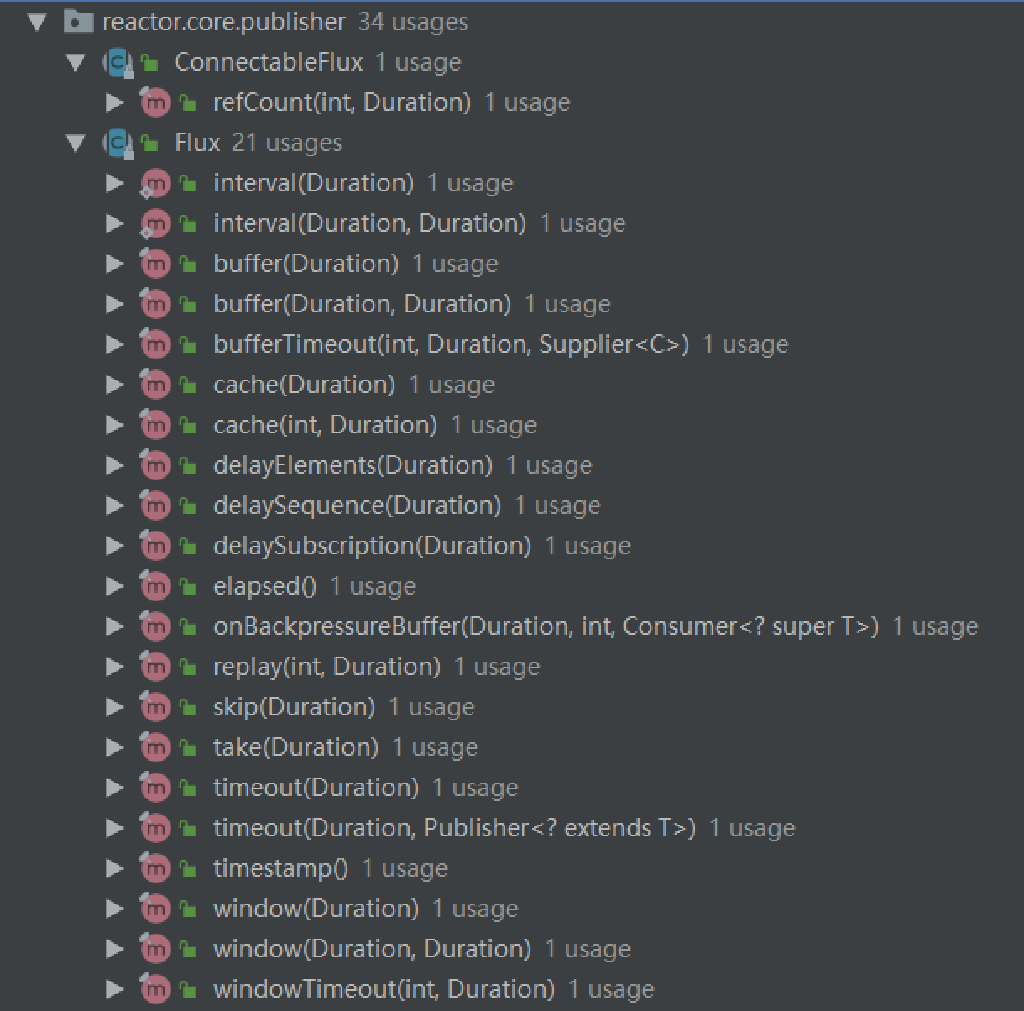 reactor.core.publisher 34 usages
ConnectableFlux 1 usage
refCount(int, Duration) 1 usage
Flux 21 usages
interval(Duration) 1 usage
interval(Duration, Duration) 1 usage
buffer(Duration) 1 usage
buffer(Duration, Duration) 1 usage
bufferTimeout(int, Duration, Supplier<C>) 1 usage
cache(Duration) 1 usage
cache(int, Duration) 1 usage
delayElements(Duration) 1 usage
delaySequence(Duration) 1 usage
delaySubscription(Duration) 1 usage
elapsed() 1 usage
onBackpressureBuffer(Duration, int, Consumer<? super T>) 1 usage
replay(int, Duration) 1 usage
skip(Duration) 1 usage
take(Duration) 1 usage
timeout(Duration) 1 usage
timeout(Duration, Publisher<? extends T>) 1 usage
timestamp() 1 usage
window(Duration) 1 usage
window(Duration, Duration) 1 usage
windowTimeout(int, Duration) 1 usage